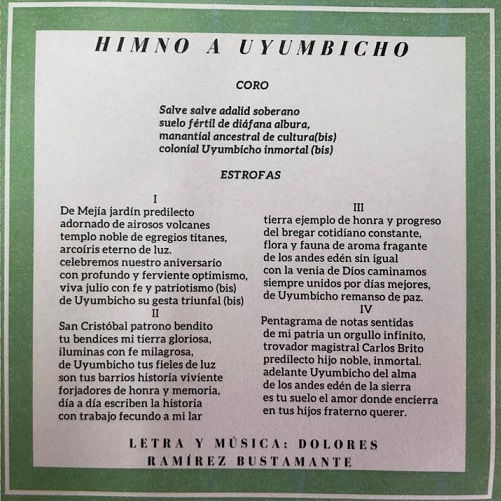 HIMNO A UYUMBICHO
CORO
Salve salve adalid soberano
suelo fértil de diáfana albura,
manantial ancestral de cultura(bis)
colonial Uyumbicho inmortal (bis)
ESTROFAS
I
De Mejía jardín predilecto
adornado de airosos volcanes
templo noble de egregios titanes,
arcoíris eterno de luz.
celebremos nuestro aniversario
con profundo y ferviente optimismo,
viva julio con fe y patriotismo (bis)
de Uyumbicho su gesta triunfal (bis)
II
San Cristóbal patrono bendito
tu bendices mi tierra gloriosa,
iluminas con fe milagrosa,
de Uyumbicho tus fieles de luz
son tus barrios historia viviente
forjadores de honra y memoria,
día a día escriben la historia
con trabajo fecundo a mi lar
III
tierra ejemplo de honra y progreso
del bregar cotidiano constante,
flora y fauna de aroma fragante
de los andes edén sin igual
con la venia de Dios caminamos
siempre unidos por días mejores,
de Uyumbicho remanso de paz.
IV
Pentagrama de notas sentidas
de mi patria un orgullo infinito,
trovador magistral Carlos Brito
predilecto hijo noble, inmortal.
adelante Uyumbicho del alma
de los andes edén de la sierra
es tu suelo el amor donde encierra
en tus hijos fraterno querer.
LETRA Y MÚSICA: DOLORES
RAMÍREZ BUSTAMANTE